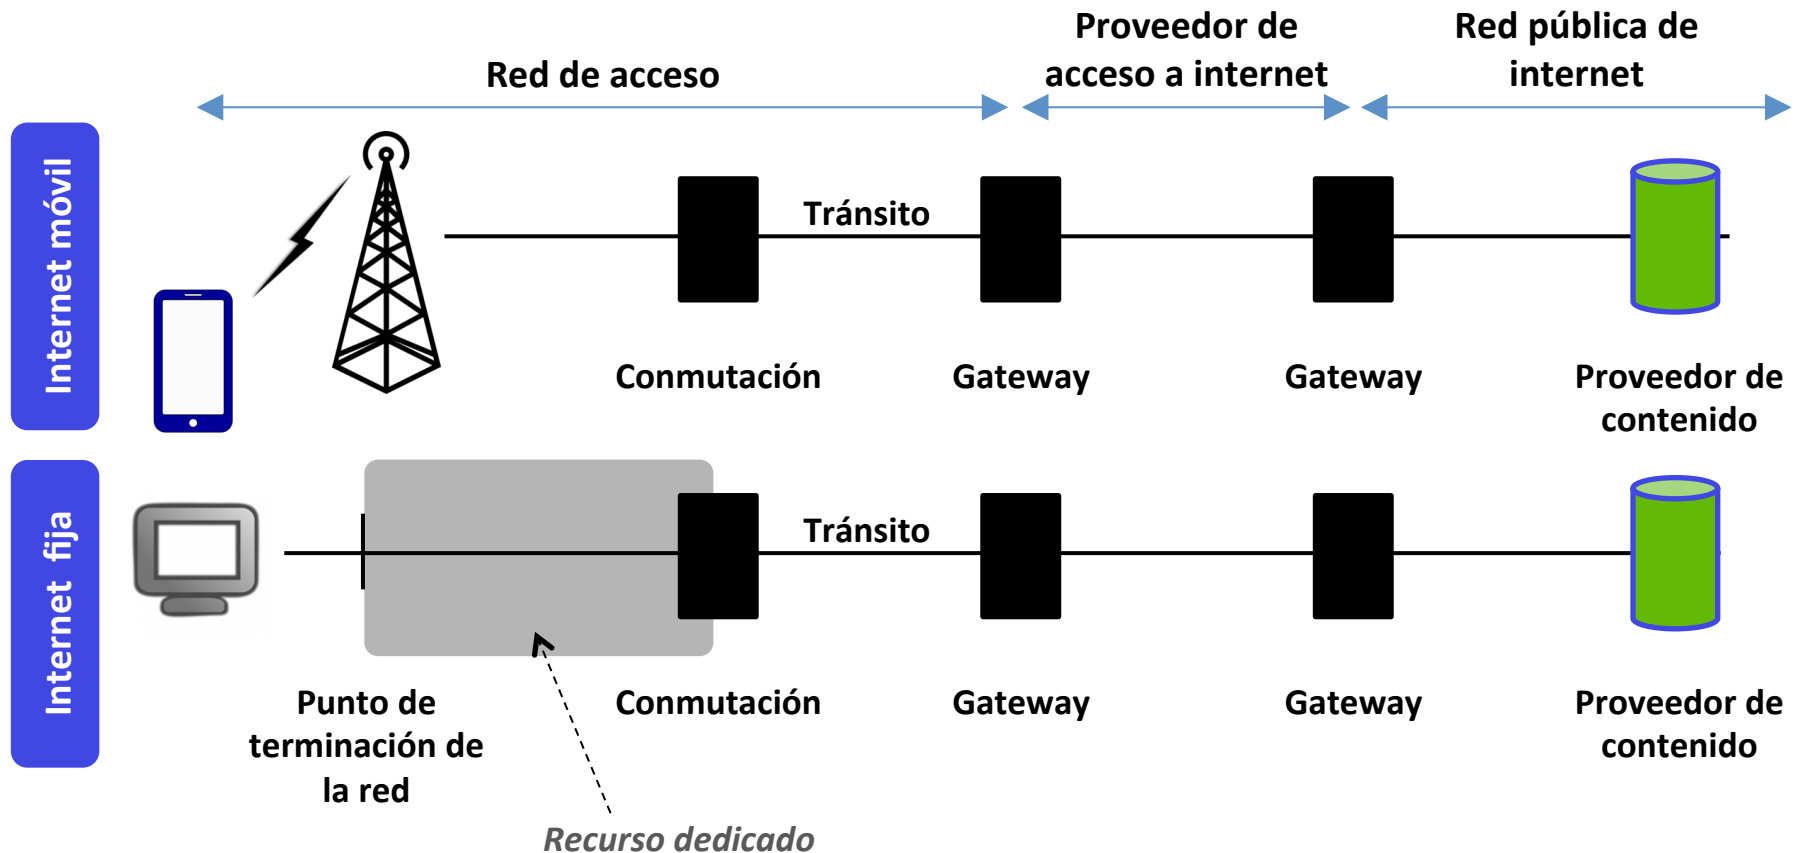 Proveedor de
acceso a internet
Red pública de
internet
Red de acceso
Internet móvil
Tránsito
Conmutación
Gateway
Gateway
Proveedor de
contenido
Internet fija
Tránsito
Punto de
terminación de
la red
Conmutación
Gateway
Gateway
Proveedor de
contenido
Recurso dedicado